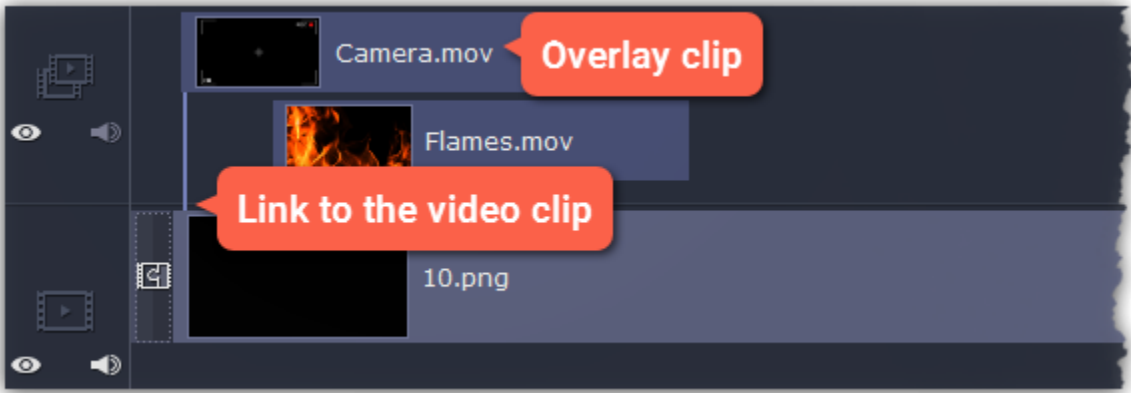 Camera.mov
Overlay clip
Flames.mov
Link to the video clip
10.png